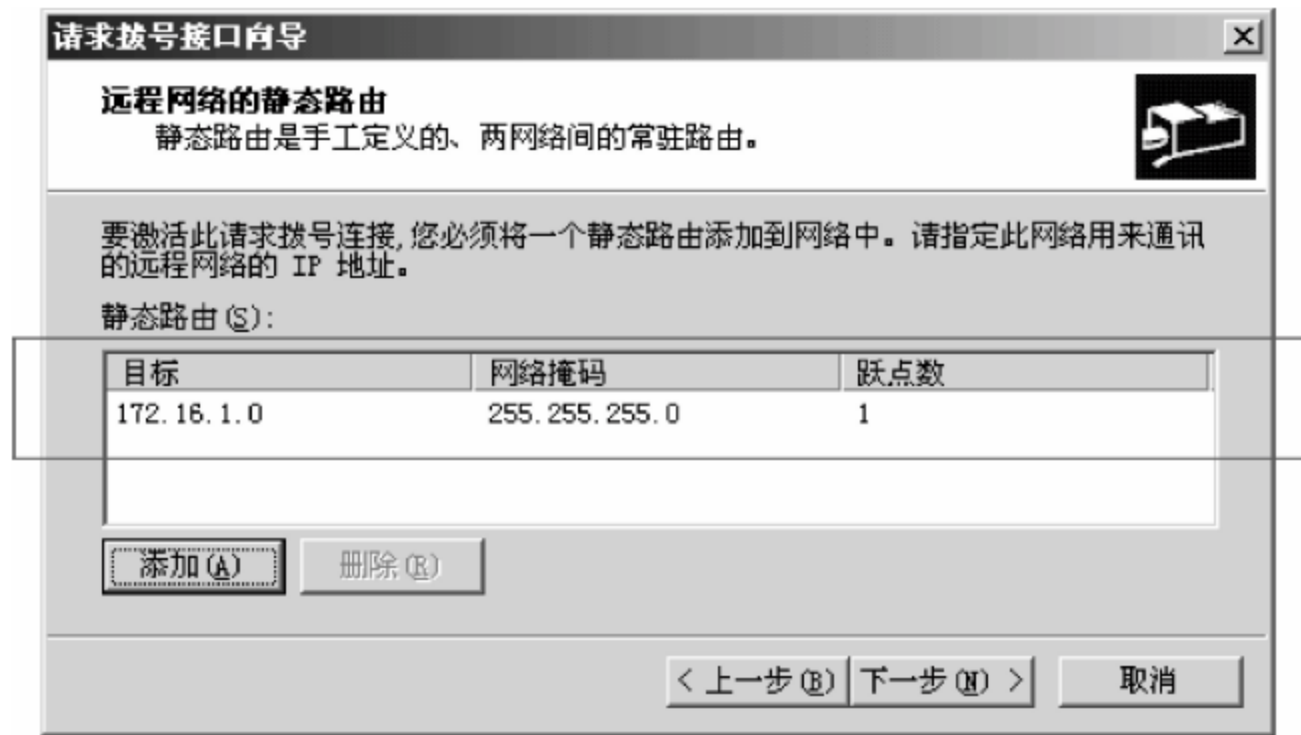 请求拨号接口向导
远程网络的静态路由
静态路由是手工定义的、两网络间的常驻路由。
要激活此请求拨号连接,您必须将一个静态路由添加到网络中。请指定此网络用来通讯
的远程网络的 IP 地址。
静态路由(S):
目标 网络掩码 跃点数
172.16.1.0 255.255.255.0 1
添加(A) 删除(R)
< 上一步(B) 下一步(N) > 取消